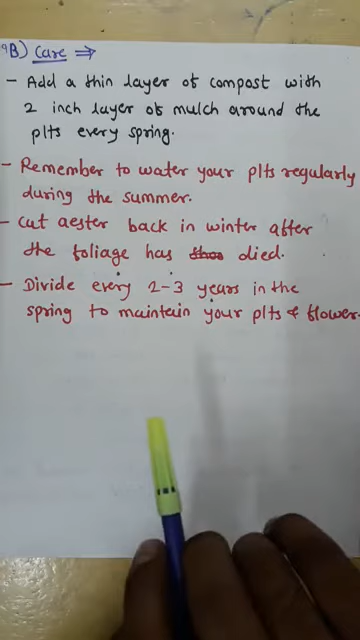 9B) Care ⇒
- Add a thin layer of compost with
2 inch layer of mulch around the
plts every spring.
- Remember to water your plts regularly
during the summer.
- cut aester back in winter after
the foliage has died.
- Divide every 2-3 years in the
spring to maintain your plts & flower.